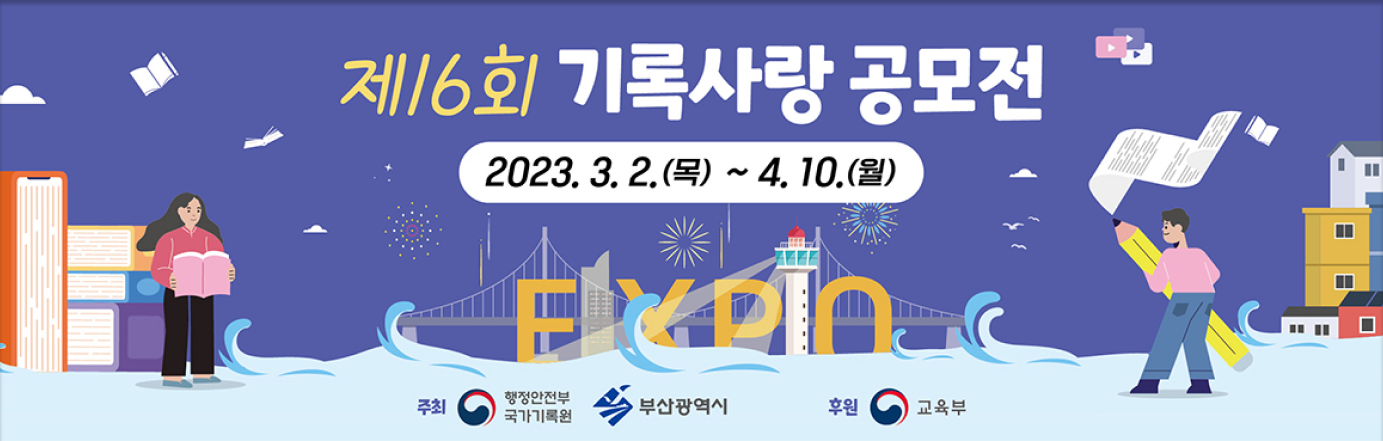 제16회 기록사랑 공모전
2023. 3. 2.(목) ~ 4. 10.(월)
EXPO
주최 행정안전부 국가기록원 부산광역시 후원 교육부